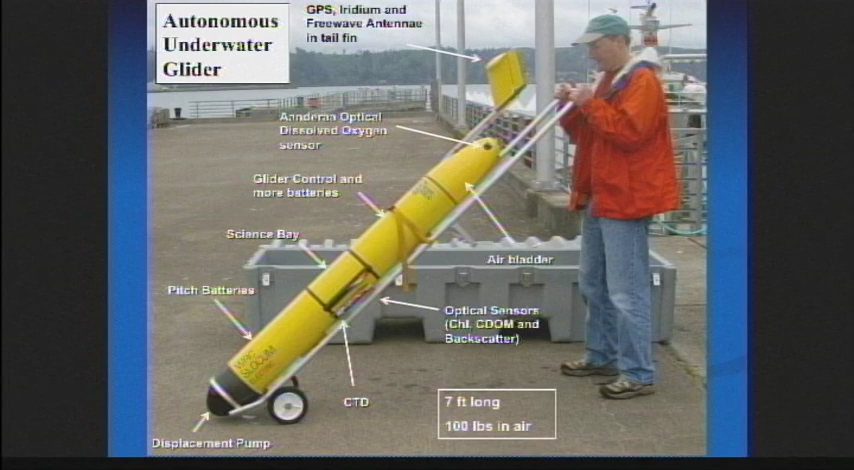 Autonomous
Underwater
Glider
GPS, Iridium and
Freewave Antennae
in tail fin
Aanderaa Optical
Dissolved Oxygen
sensor
Glider Control and
more batteries
Science Bay
Air bladder
Pitch Batteries
Optical Sensors
(Chl, CDOM and
Backscatter)
SLOCUM
CTD
7 ft long
100 lbs in air
Displacement Pump